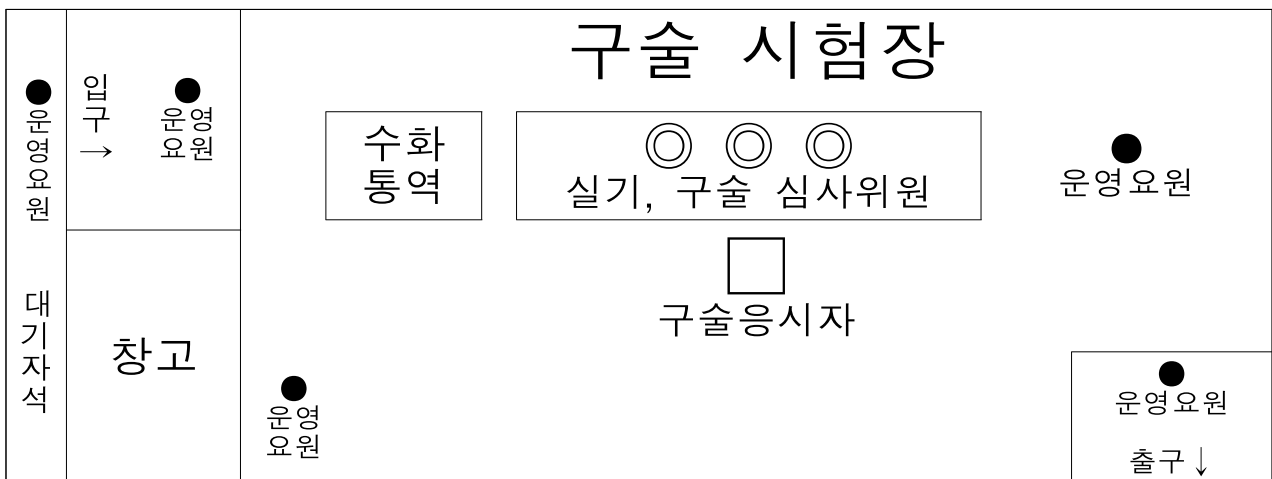 구술 시험장
운영요원
대기자석
입구
→
운영
요원
창고
수화
통역
실기, 구술 심사위원
구술응시자
운영요원
운영
요원
운영요원
출구 ↓